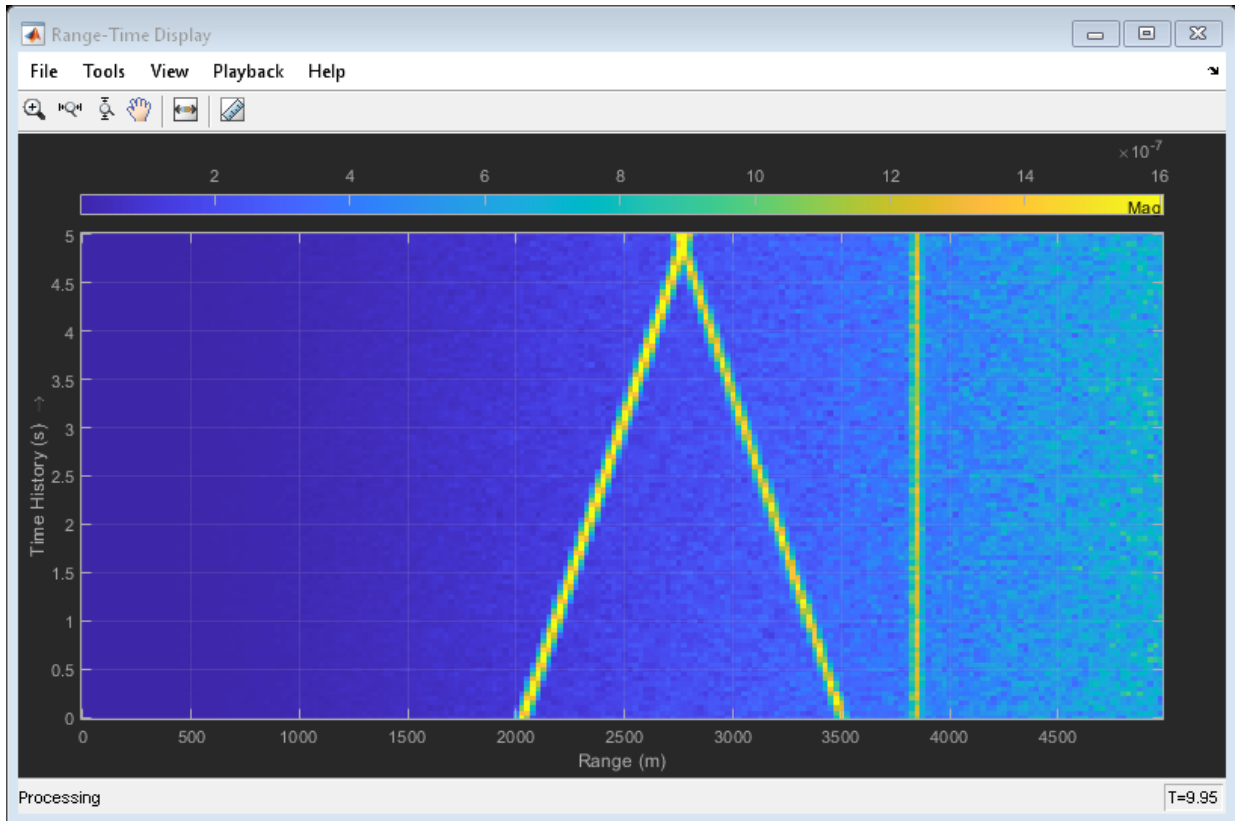 Range-Time Display
File Tools View Playback Help
×10-7
2 4 6 8 10 12 14 16
Mag
5
4.5
4
3.5
3
2.5
2
1.5
1
0.5
0
Time History (s) →
0 500 1000 1500 2000 2500 3000 3500 4000 4500
Range (m)
Processing T=9.95